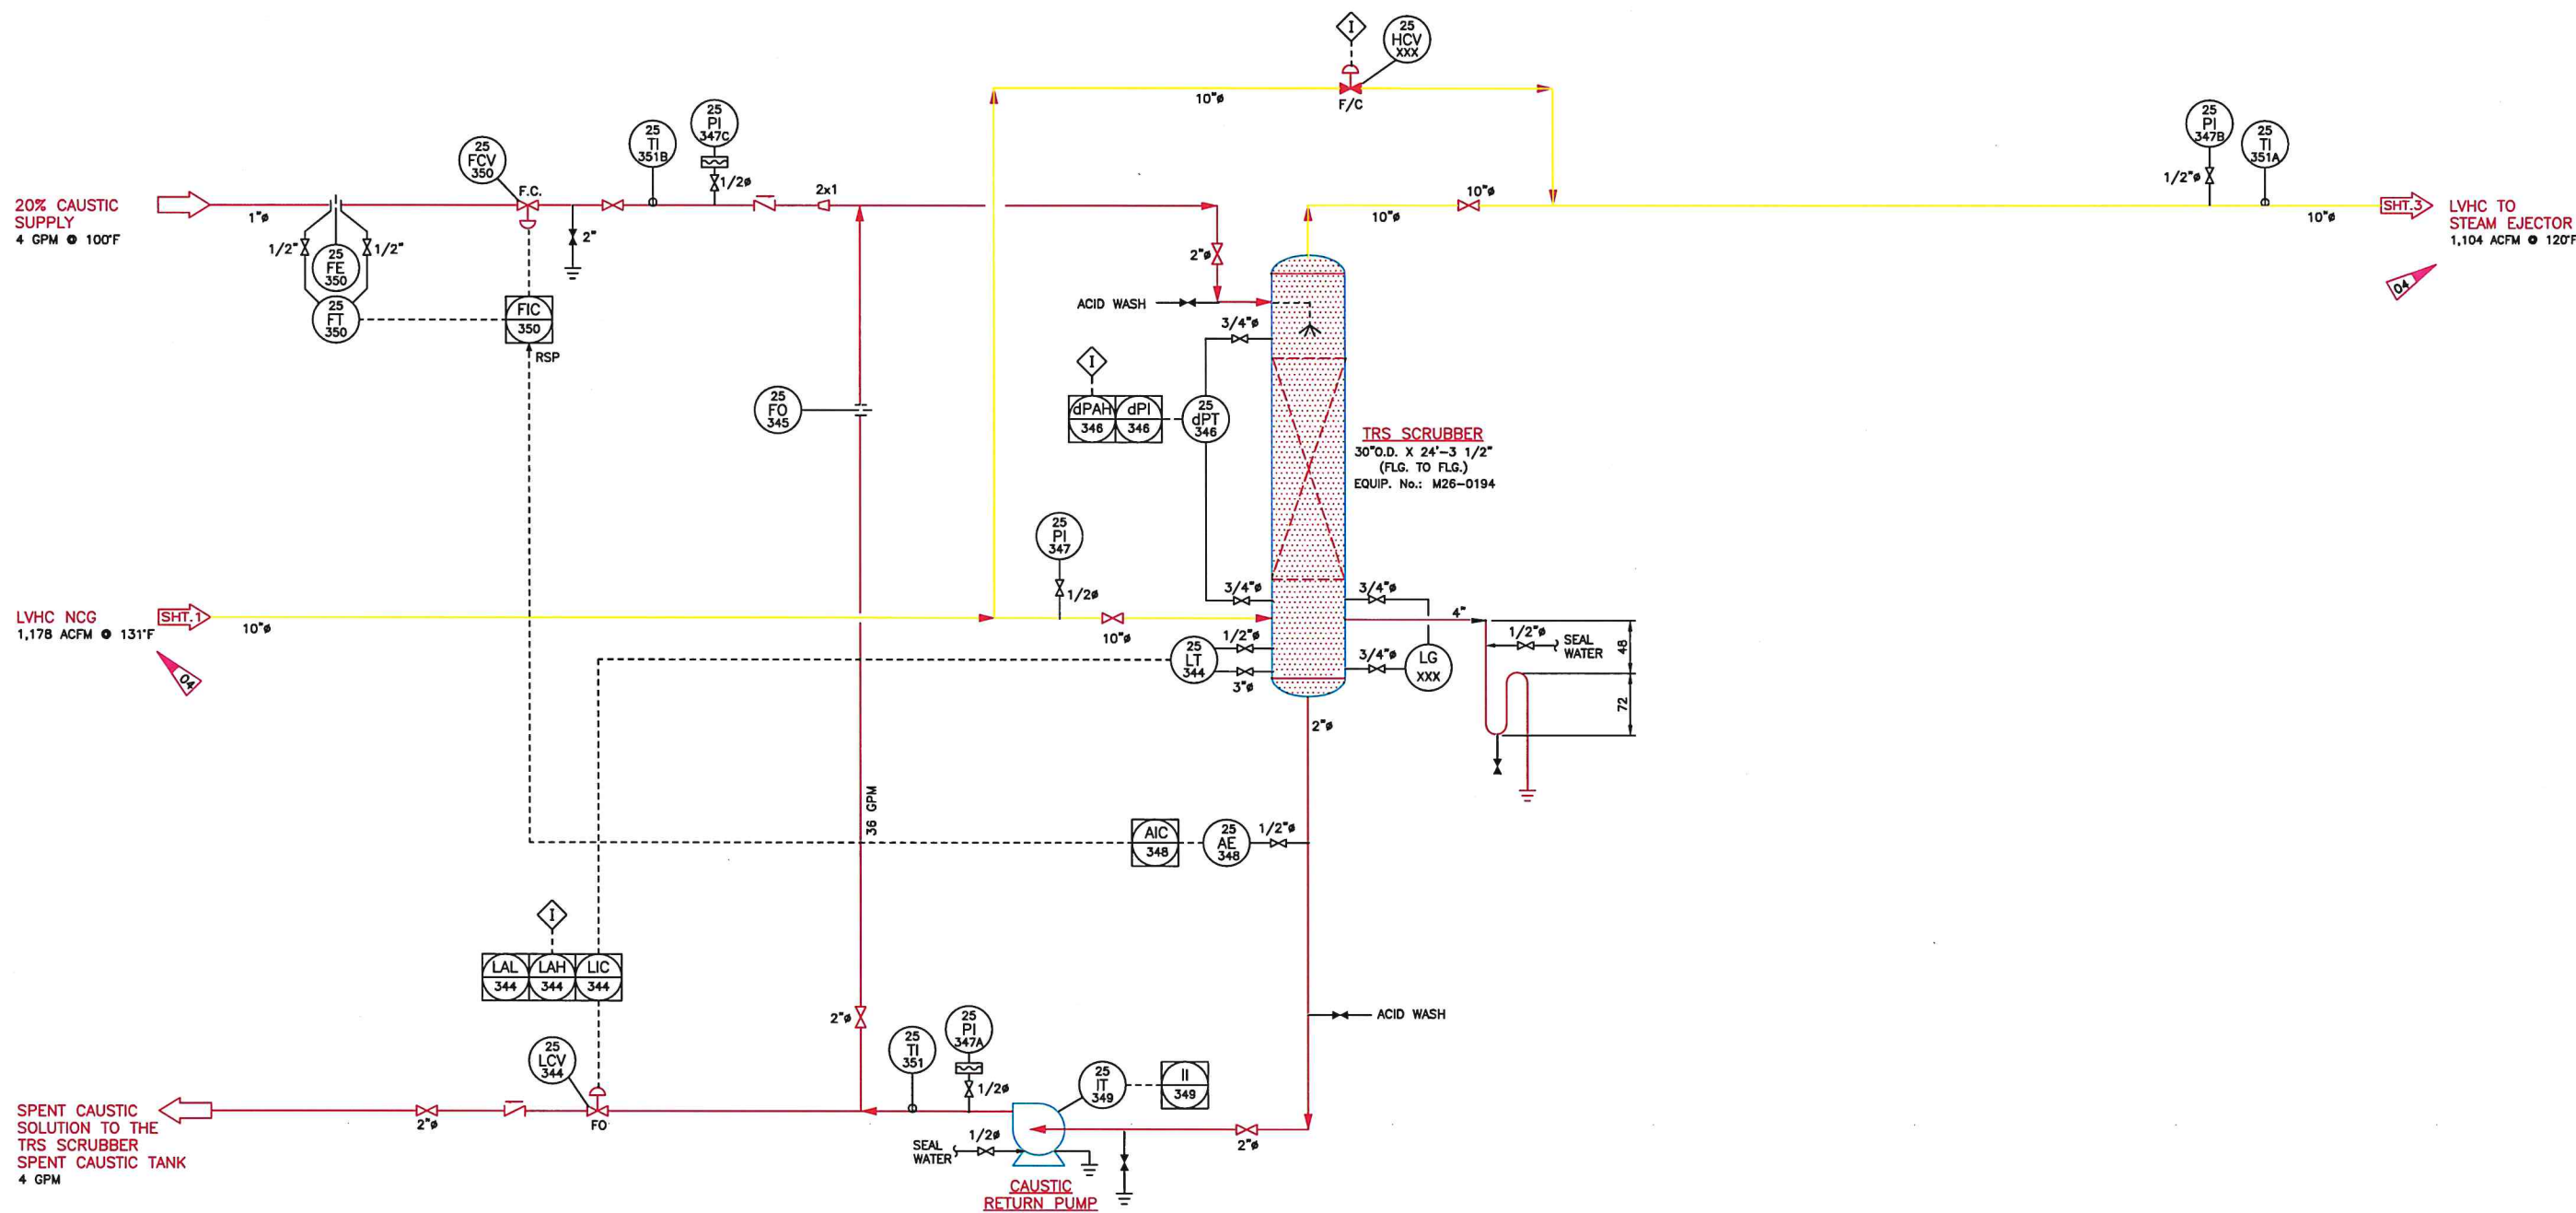 I
25
HCV
XXX
10"ø
F/C
20% CAUSTIC
SUPPLY
4 GPM @ 100°F
1"ø
1/2"
1/2"
25
FE
350
25
FT
350
25
FCV
350
F.C.
2"
FIC
350
RSP
25
TI
351B
25
PI
347C
1/2ø
2x1
2"ø
ACID WASH
3/4"ø
10"ø
10"ø
25
PI
347B
1/2"ø
25
TI
351A
10"ø
SHT.3
LVHC TO
STEAM EJECTOR
1,104 ACFM @ 120°F
04
25
FO
345
I
dPAH
346
dPI
346
25
dPT
346
TRS SCRUBBER
30"O.D. X 24'-3 1/2"
(FLG. TO FLG.)
EQUIP. No.: M26-0194
LVHC NCG
1,178 ACFM @ 131°F
SHT.1
10"ø
04
25
PI
347
1/2ø
10"ø
3/4"ø
3/4"ø
4"
1/2"ø
3"ø
25
LT
344
3/4"ø
LG
XXX
1/2"ø
SEAL
WATER
48
72
2"ø
36 GPM
AIC
348
25
AE
348
1/2"ø
I
LAL
344
LAH
344
LIC
344
ACID WASH
25
LCV
344
FO
2"ø
2"ø
25
TI
351
25
PI
347A
1/2ø
25
IT
349
II
349
2"ø
SEAL
WATER
1/2ø
CAUSTIC
RETURN PUMP
SPENT CAUSTIC
SOLUTION TO THE
TRS SCRUBBER
SPENT CAUSTIC TANK
4 GPM